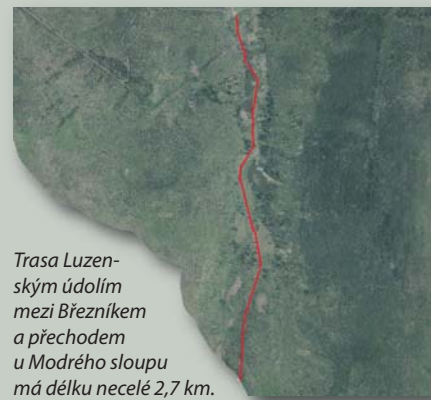 Trasa Luzen-
ským údolím
mezi Březníkem
a přechodem
u Modrého sloupu
má délku necelé 2,7 km.